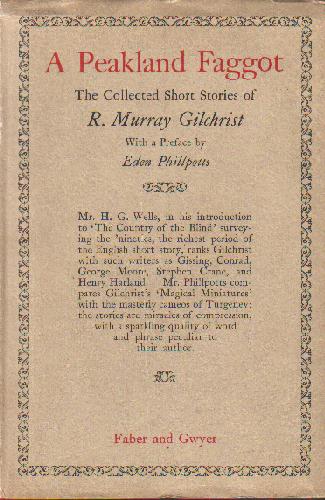 A Peakland Faggot
The Collected Short Stories of
R. Murray Gilchrist
With a Preface by
Eden Phillpotts
Mr. H. G. Wells, in his introduction
to 'The Country of the Blind' survey-
ing the 'nineties, the richest period of
the English short story, ranks Gilchrist
with such writers as Gissing, Conrad,
George Moore, Stephen Crane, and
Henry Harland Mr. Phillpotts com-
pares Gilchrist's 'Magical Miniatures'
with the masterly cameos of Turgenev:
the stories are miracles of compression,
with a sparkling quality of word
and phrase peculiar to
their author.
Faber and Gwyer